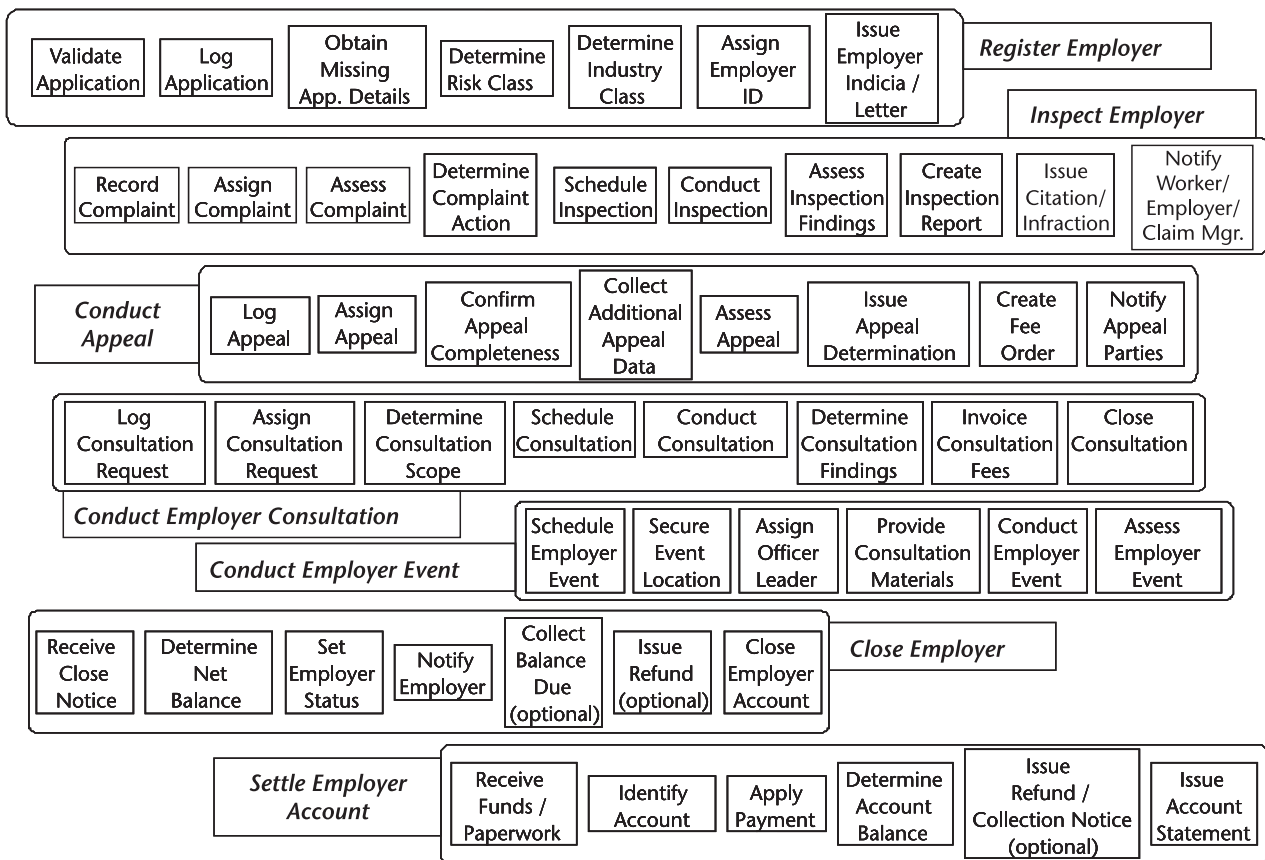 Validate
Application
Log
Application
Obtain
Missing
App. Details
Determine
Risk Class
Determine
Industry
Class
Assign
Employer
ID
Issue
Employer
Indicia /
Letter
Register Employer
Inspect Employer
Record
Complaint
Assign
Complaint
Assess
Complaint
Determine
Complaint
Action
Schedule
Inspection
Conduct
Inspection
Assess
Inspection
Findings
Create
Inspection
Report
Issue
Citation/
Infraction
Notify
Worker/
Employer/
Claim Mgr.
Conduct
Appeal
Log
Appeal
Assign
Appeal
Confirm
Appeal
Completeness
Collect
Additional
Appeal
Data
Assess
Appeal
Issue
Appeal
Determination
Create
Fee
Order
Notify
Appeal
Parties
Log
Consultation
Request
Assign
Consultation
Request
Determine
Consultation
Scope
Schedule
Consultation
Conduct
Consultation
Determine
Consultation
Findings
Invoice
Consultation
Fees
Close
Consultation
Conduct Employer Consultation
Conduct Employer Event
Schedule
Employer
Event
Secure
Event
Location
Assign
Officer
Leader
Provide
Consultation
Materials
Conduct
Employer
Event
Assess
Employer
Event
Receive
Close
Notice
Determine
Net
Balance
Set
Employer
Status
Notify
Employer
Collect
Balance
Due
(optional)
Issue
Refund
(optional)
Close
Employer
Account
Close Employer
Settle Employer
Account
Receive
Funds /
Paperwork
Identify
Account
Apply
Payment
Determine
Account
Balance
Issue
Refund /
Collection Notice
(optional)
Issue
Account
Statement